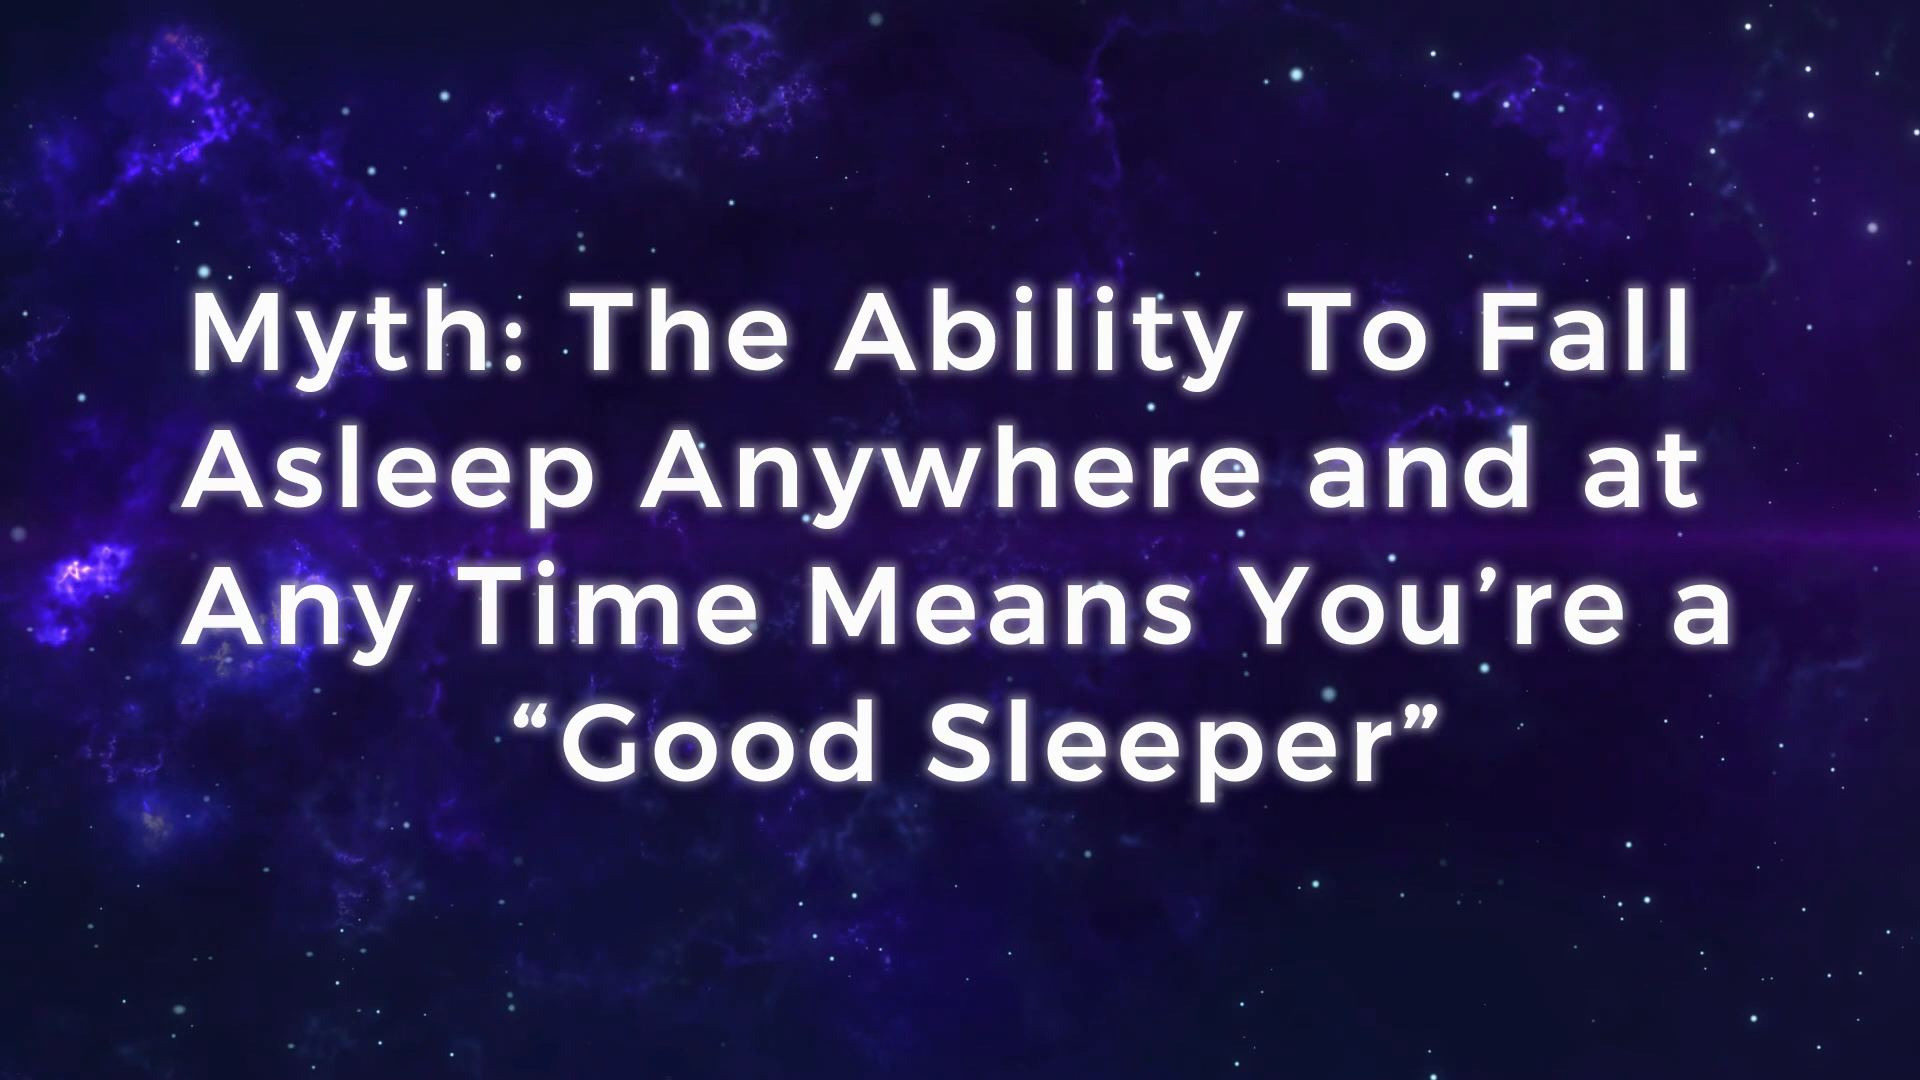 Myth: The Ability To Fall
Asleep Anywhere and at
Any Time Means You’re a
“Good Sleeper”